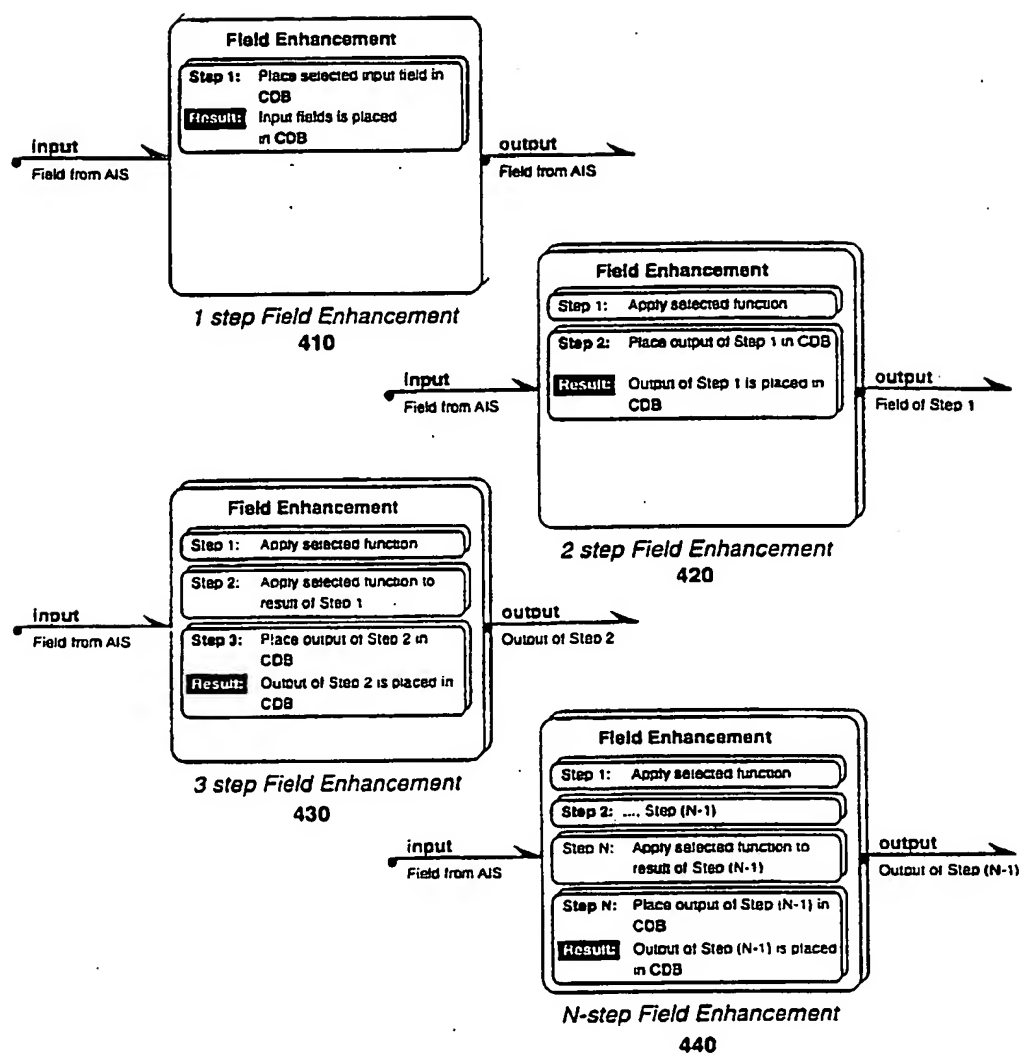 Field Enhancement
Step 1: Place selected input field in
CDB
Result: Input fields is placed
in CDB
input
Field from AIS
output
Field from AIS
1 step Field Enhancement
410
Field Enhancement
Step 1: Apply selected function
Step 2: Place output of Step 1 in CDB
Result: Output of Step 1 is placed in
CDB
input
Field from AIS
output
Field of Step 1
2 step Field Enhancement
420
Field Enhancement
Step 1: Apply selected function
Step 2: Apply selected function to
result of Step 1
Step 3: Place output of Step 2 in
CDB
Result: Output of Step 2 is placed in
CDB
input
Field from AIS
output
Output of Step 2
3 step Field Enhancement
430
Field Enhancement
Step 1: Apply selected function
Step 2: .... Step (N-1)
Step N: Apply selected function to
result of Step (N-1)
Step N: Place output of Step (N-1) in
CDB
Result: Output of Step (N-1) is placed
in CDB
input
Field from AIS
output
Output of Step (N-1)
N-step Field Enhancement
440